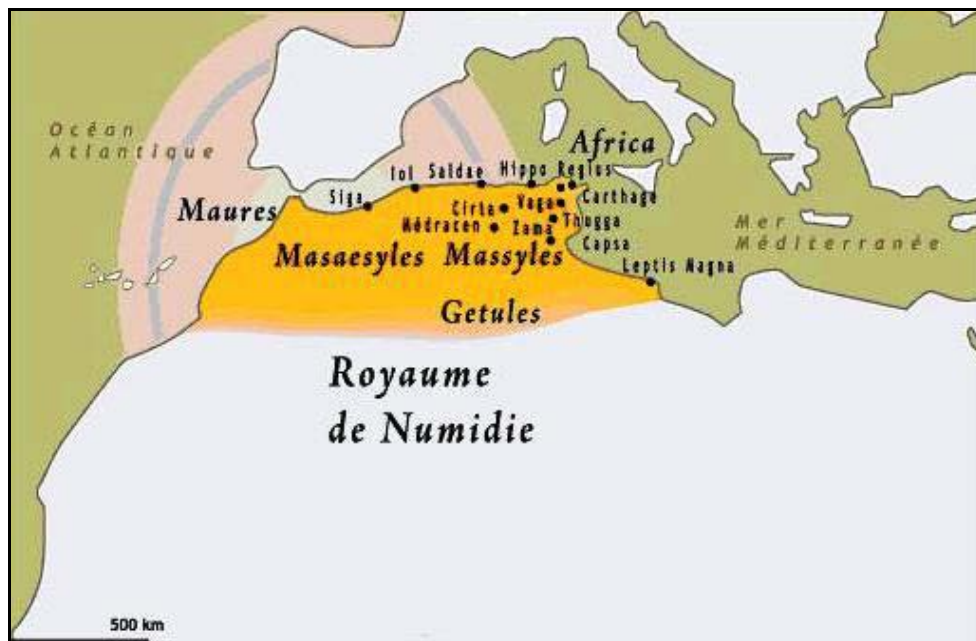 Océan
Atlantique
Africa
Iol Saldae Hippo Regius
Siga
Carthage
Maures
Cirta
Vaga
Mer
Méditerranée
Médracen
Zama
Thugga
Capsa
Masaesyles
Massyles
Leptis Magna
Getules
Royaume
de Numidie
500 km